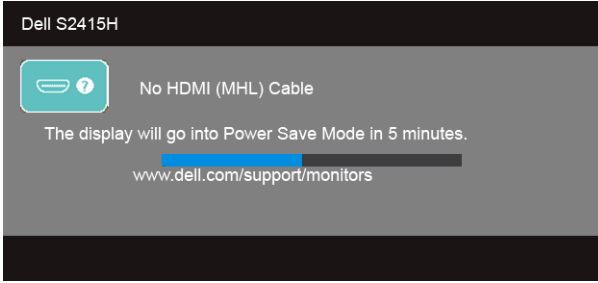 Dell S2415H
?
No HDMI (MHL) Cable
The display will go into Power Save Mode in 5 minutes.
www.dell.com/support/monitors